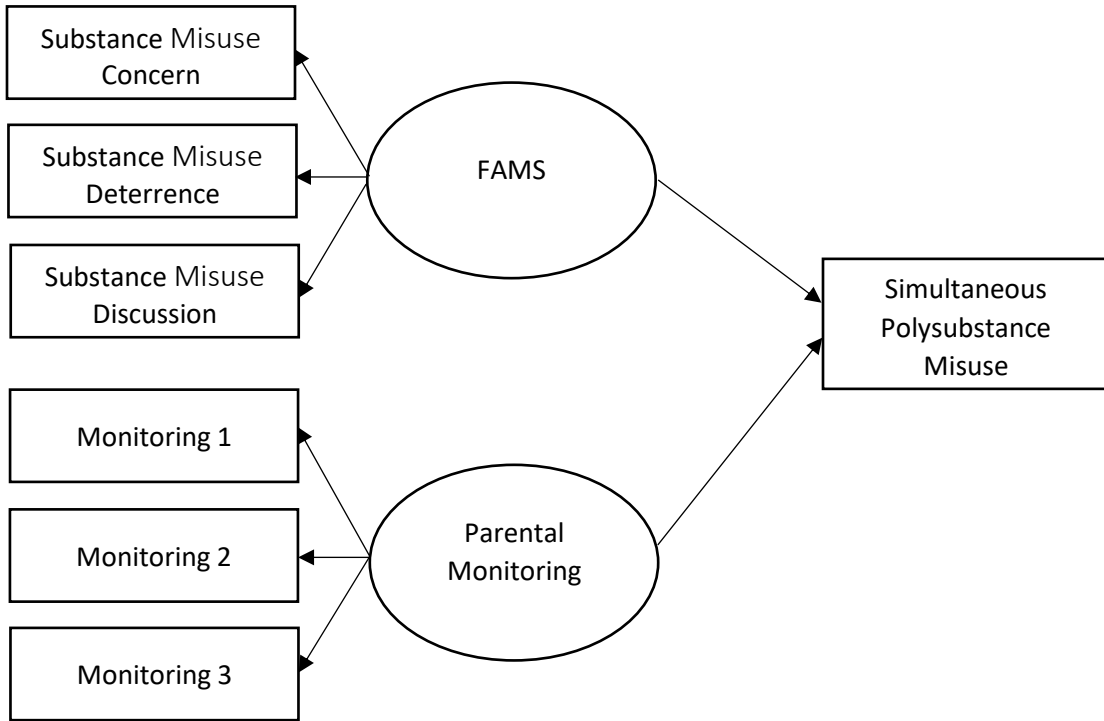 Substance Misuse
Concern
Substance Misuse
Deterrence
Substance Misuse
Discussion
FAMS
Simultaneous
Polysubstance
Misuse
Monitoring 1
Monitoring 2
Monitoring 3
Parental
Monitoring